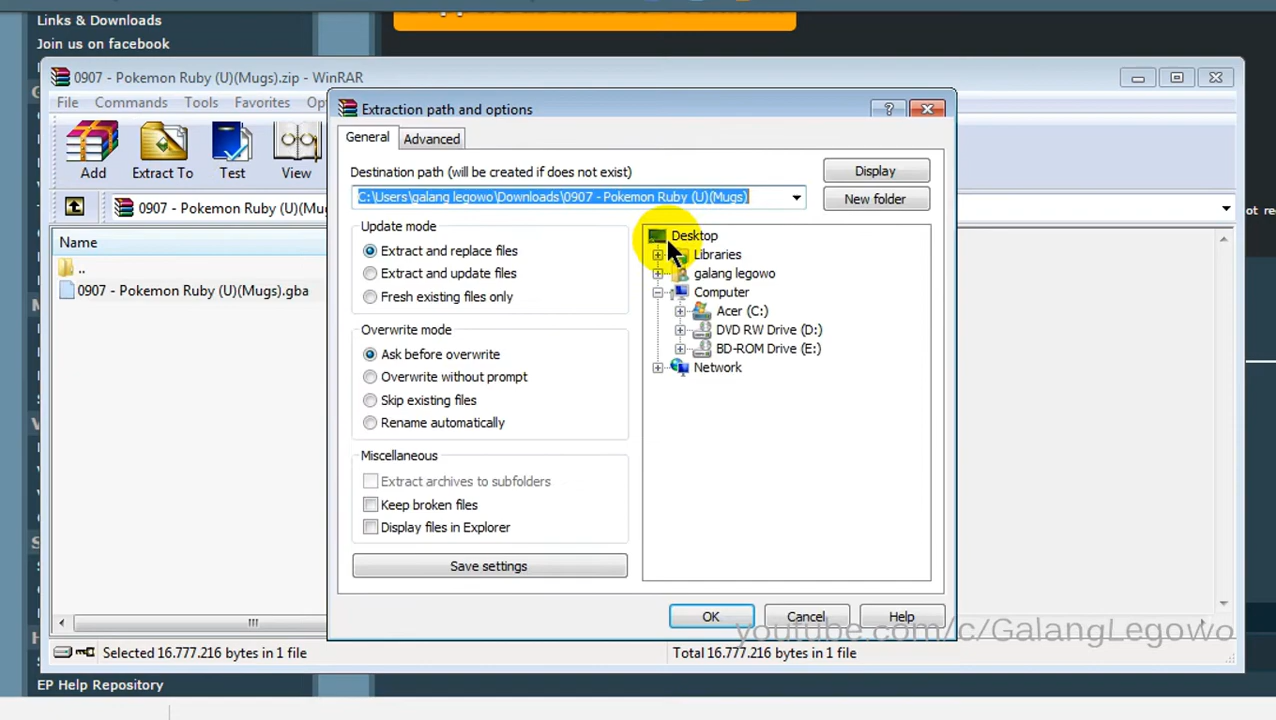 Links & Downloads
Join us on facebook
0907 - Pokemon Ruby (U)(Mugs).zip - WinRAR
File Commands Tools Favorites
Add Extract To Test View
0907 - Pokemon Ruby (U)(Mu
Name
..
0907 - Pokemon Ruby (U)(Mugs).gba
Extraction path and options
General Advanced
Destination path (will be created if does not exist)
C:\Users\galang legowo\Downloads\0907 - Pokemon Ruby (U)(Mugs)
Display
New folder
Update mode
Extract and replace files
Extract and update files
Fresh existing files only
Overwrite mode
Ask before overwrite
Overwrite without prompt
Skip existing files
Rename automatically
Miscellaneous
Extract archives to subfolders
Keep broken files
Display files in Explorer
Save settings
Desktop
Libraries
galang legowo
Computer
Acer (C:)
DVD RW Drive (D:)
BD-ROM Drive (E:)
Network
OK Cancel Help
youtube.com/c/GalangLegowo
Selected 16.777.216 bytes in 1 file
Total 16.777.216 bytes in 1 file
EP Help Repository